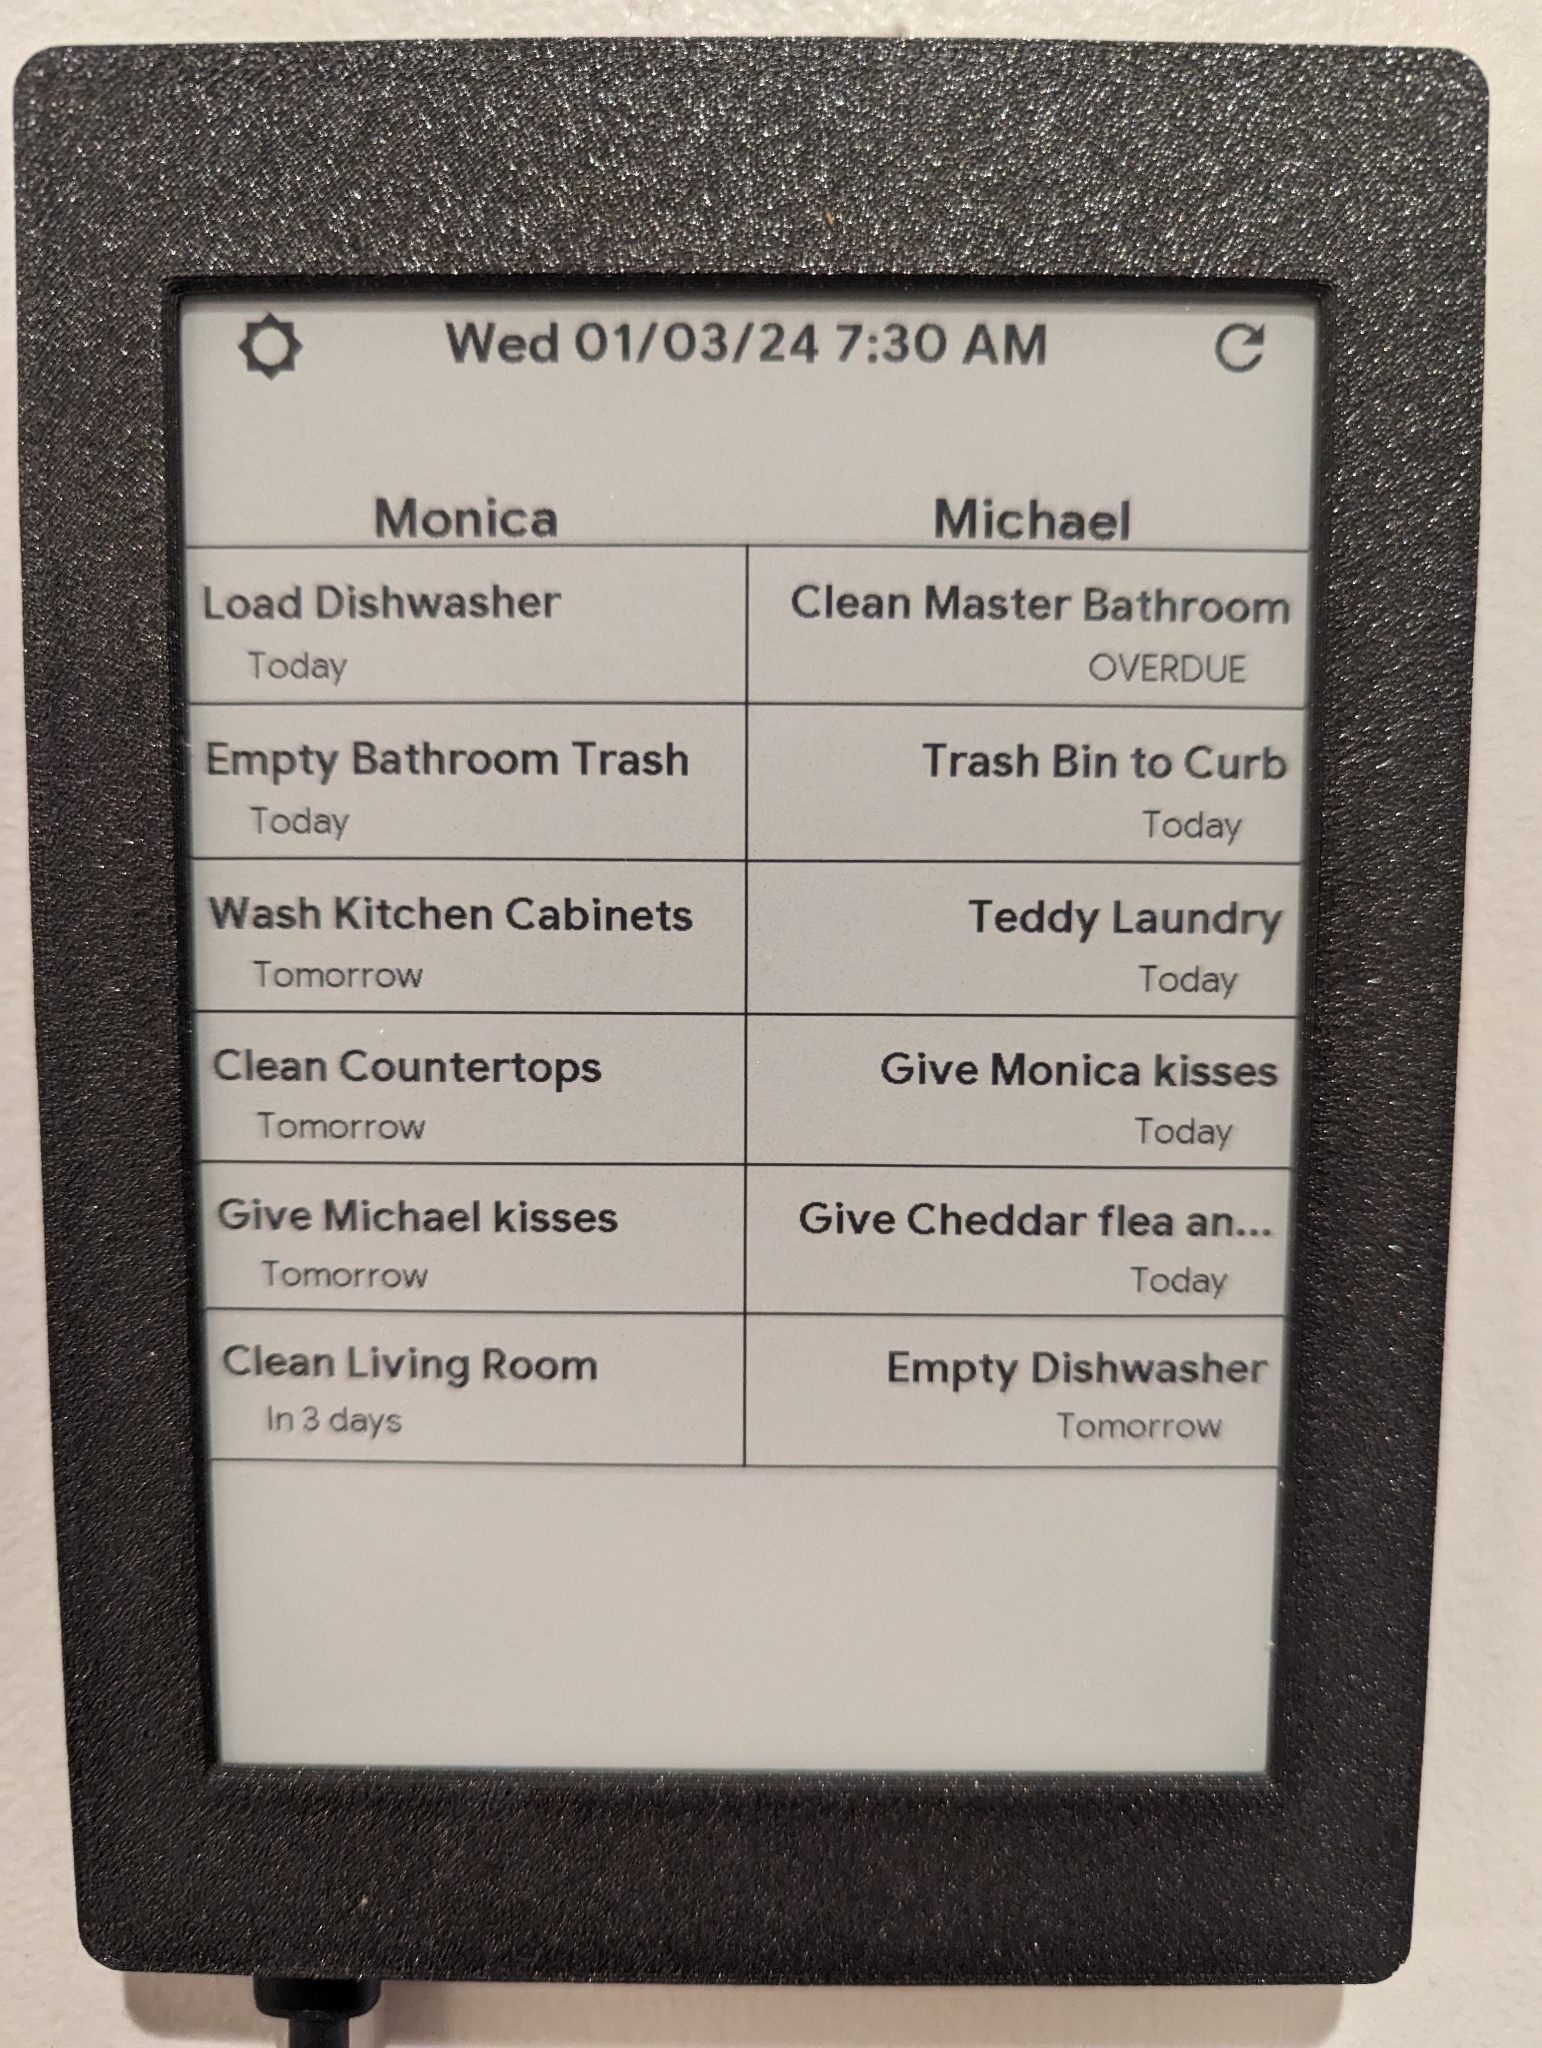 Wed 01/03/24 7:30 AM
Monica
Michael
Load Dishwasher
Today
Clean Master Bathroom
OVERDUE
Empty Bathroom Trash
Today
Trash Bin to Curb
Today
Wash Kitchen Cabinets
Tomorrow
Teddy Laundry
Today
Clean Countertops
Tomorrow
Give Monica kisses
Today
Give Michael kisses
Tomorrow
Give Cheddar flea an...
Today
Clean Living Room
In 3 days
Empty Dishwasher
Tomorrow